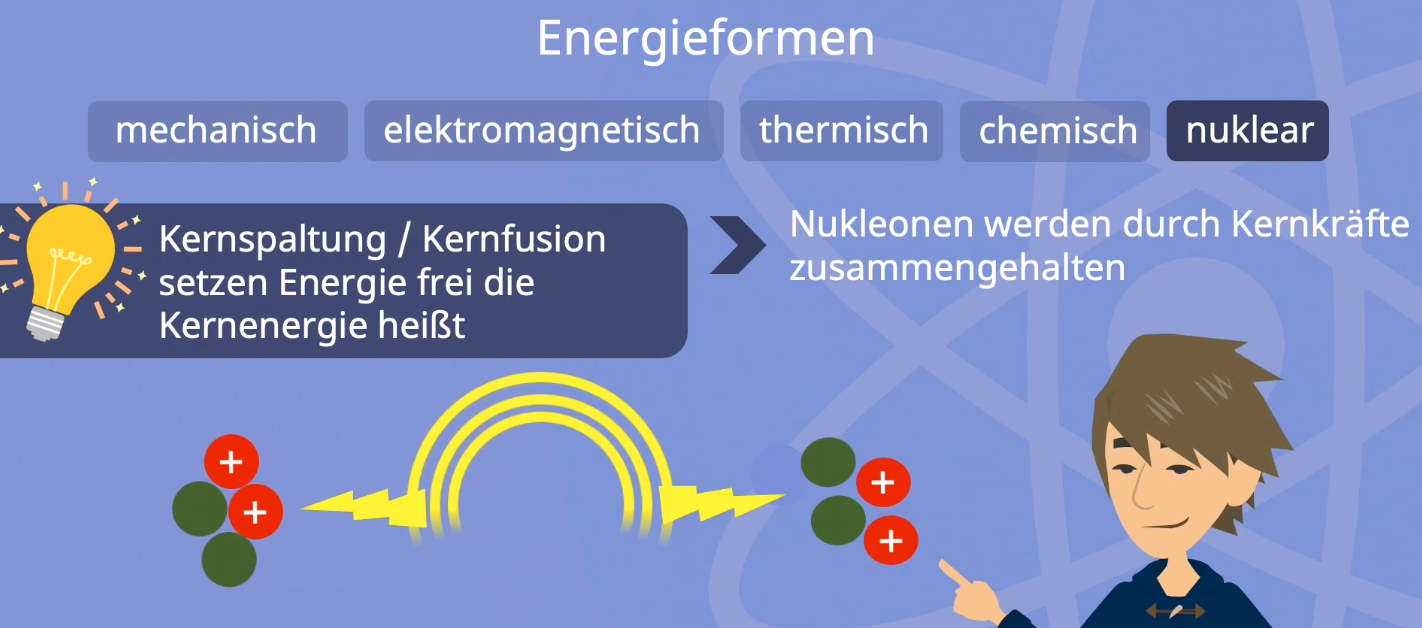 Energieformen
mechanisch elektromagnetisch thermisch chemisch nuklear
Kernspaltung / Kernfusion
setzen Energie frei die
Kernenergie heißt
Nukleonen werden durch Kernkräfte
zusammengehalten
+
+
+
+